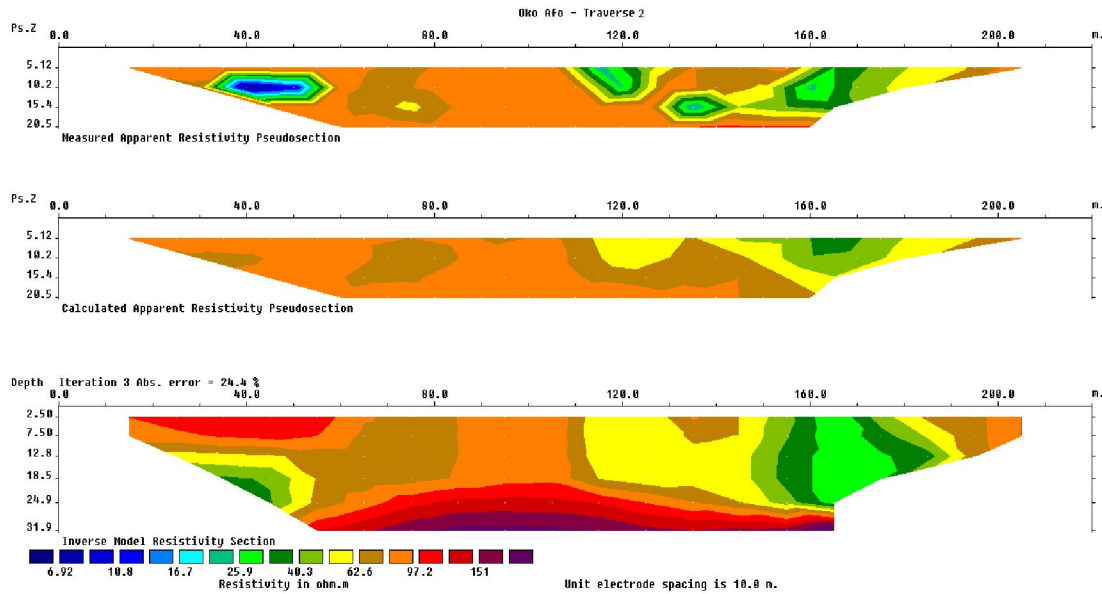 Oko Afo - Traverse 2
Ps.Z 0.0 40.0 80.0 120.0 160.0 200.0 m.
5.12
10.2
15.4
20.5
Measured Apparent Resistivity Pseudosection
Ps.Z 0.0 40.0 80.0 120.0 160.0 200.0 m.
5.12
10.2
15.4
20.5
Calculated Apparent Resistivity Pseudosection
Depth Iteration 3 Abs. error = 24.4 %
0.0 40.0 80.0 120.0 160.0 200.0 m.
2.50
7.50
12.8
18.5
24.9
31.9
Inverse Model Resistivity Section
6.92 10.8 16.7 25.9 40.3 62.6 97.2 151
Resistivity in ohm.m Unit electrode spacing is 10.0 m.